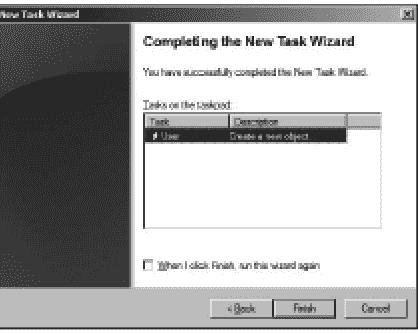 New Task Wizard
Completing the New Task Wizard
You have successfully completed the New Task Wizard.
Tasks on the taskpad:
Task Description
User Create a new object
When I click Finish, run this wizard again
< Back Finish Cancel